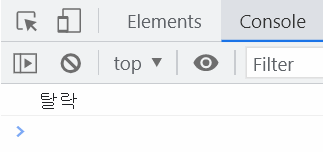 Elements Console
top Filter
탈락